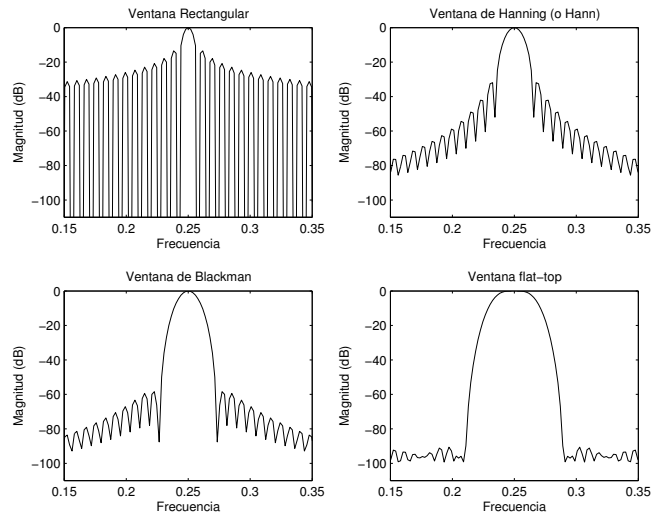 Ventana Rectangular
0
−20
−40
−60
−80
−100
Magnitud (dB)
0.15 0.2 0.25 0.3 0.35
Frecuencia
Ventana de Hanning (o Hann)
0
−20
−40
−60
−80
−100
Magnitud (dB)
0.15 0.2 0.25 0.3 0.35
Frecuencia
Ventana de Blackman
0
−20
−40
−60
−80
−100
Magnitud (dB)
0.15 0.2 0.25 0.3 0.35
Frecuencia
Ventana flat−top
0
−20
−40
−60
−80
−100
Magnitud (dB)
0.15 0.2 0.25 0.3 0.35
Frecuencia